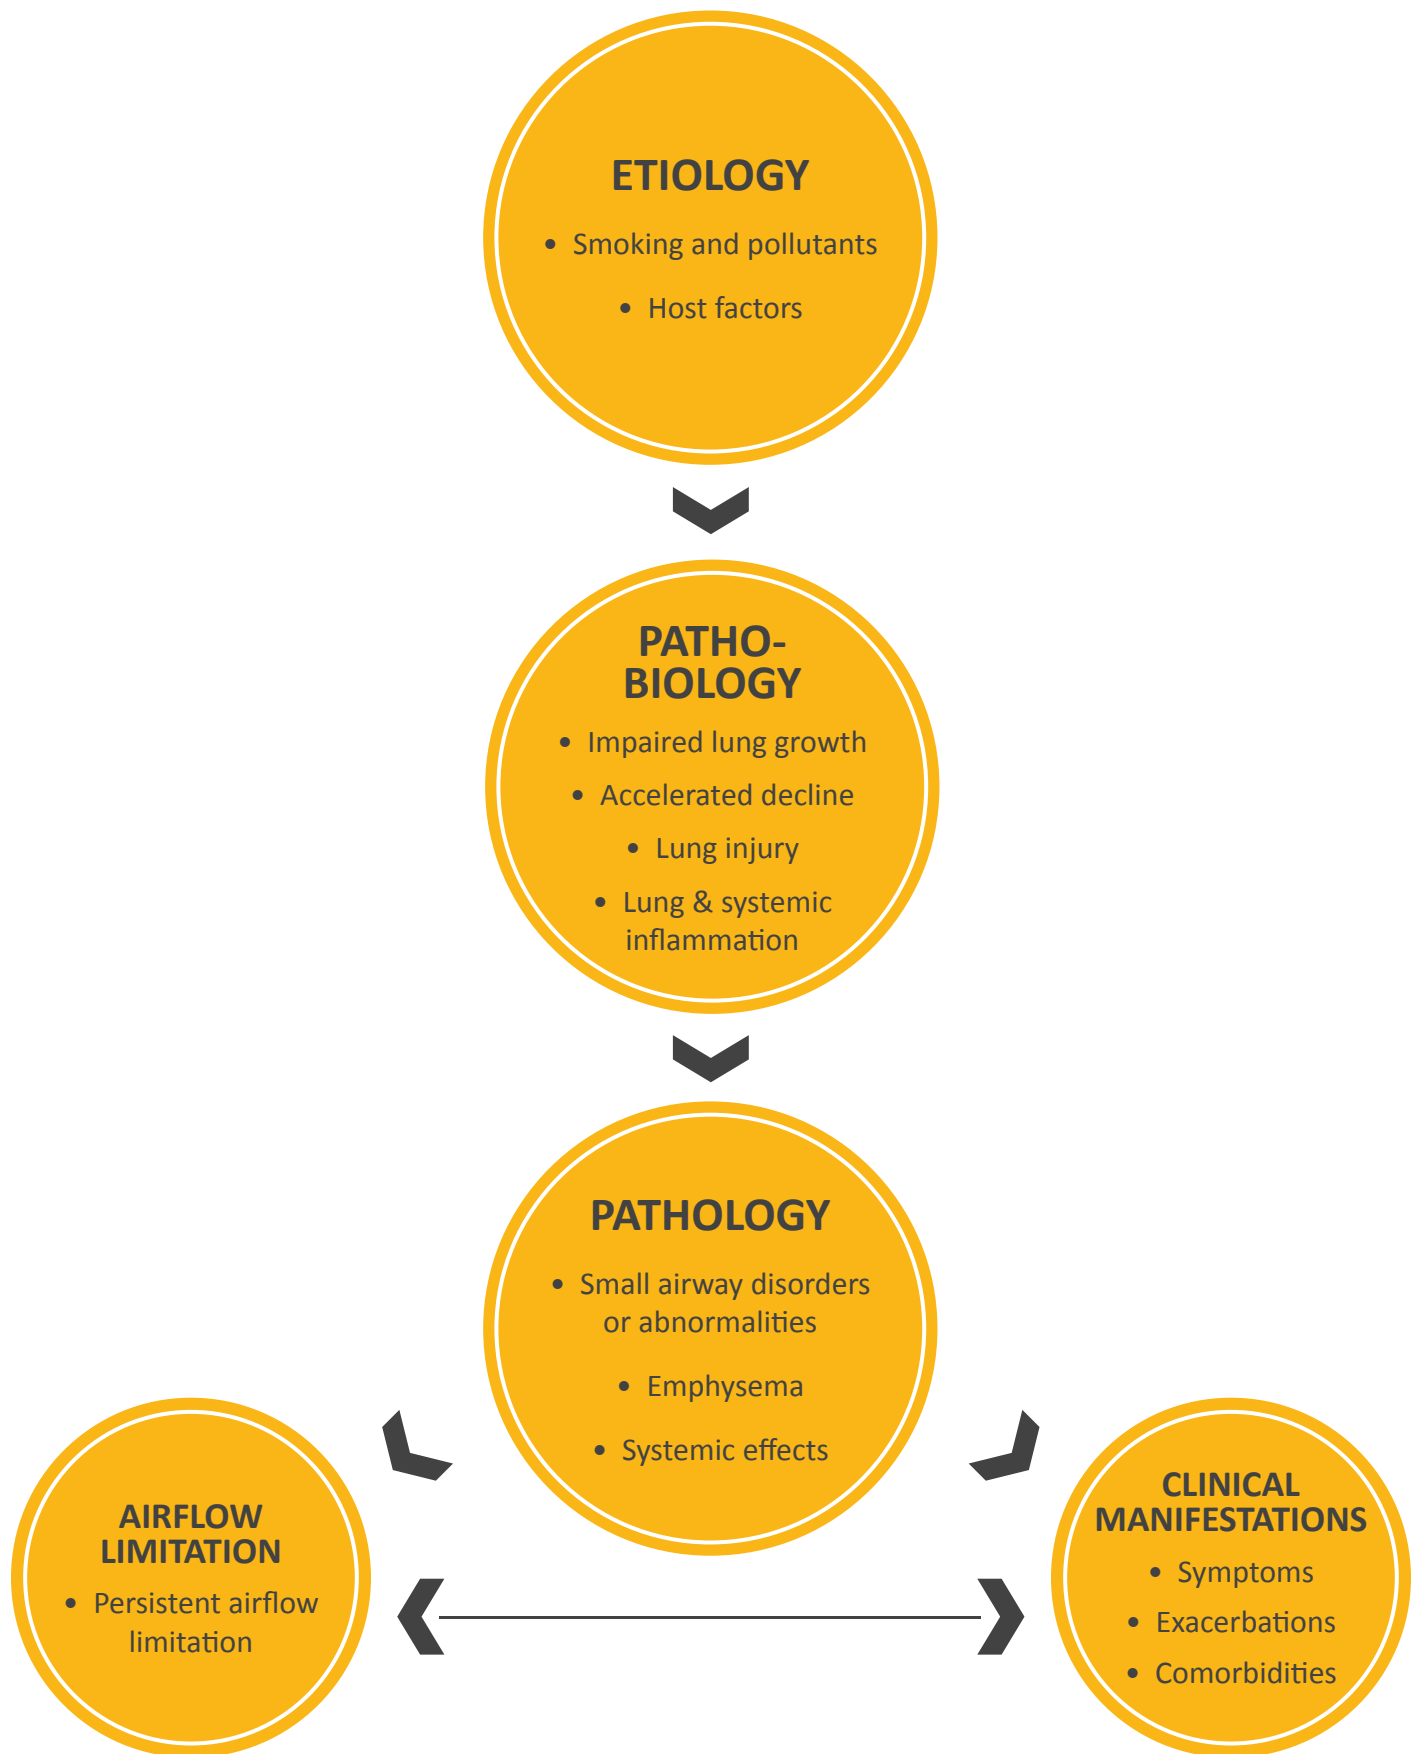 ETIOLOGY
• Smoking and pollutants
• Host factors
PATHO-
BIOLOGY
• Impaired lung growth
• Accelerated decline
• Lung injury
• Lung & systemic
inflammation
PATHOLOGY
• Small airway disorders
or abnormalities
• Emphysema
• Systemic effects
AIRFLOW
LIMITATION
• Persistent airflow
limitation
CLINICAL
MANIFESTATIONS
• Symptoms
• Exacerbations
• Comorbidities